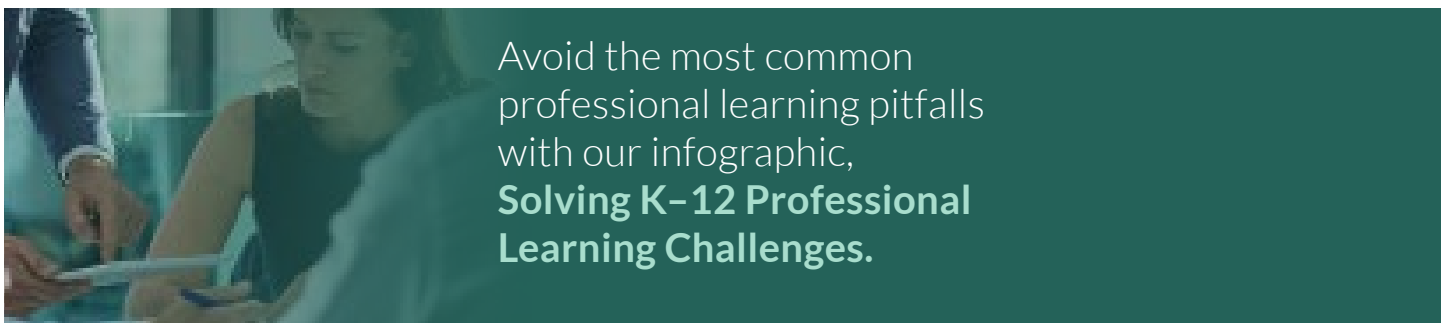 Avoid the most common
professional learning pitfalls
with our infographic,
Solving K–12 Professional
Learning Challenges.